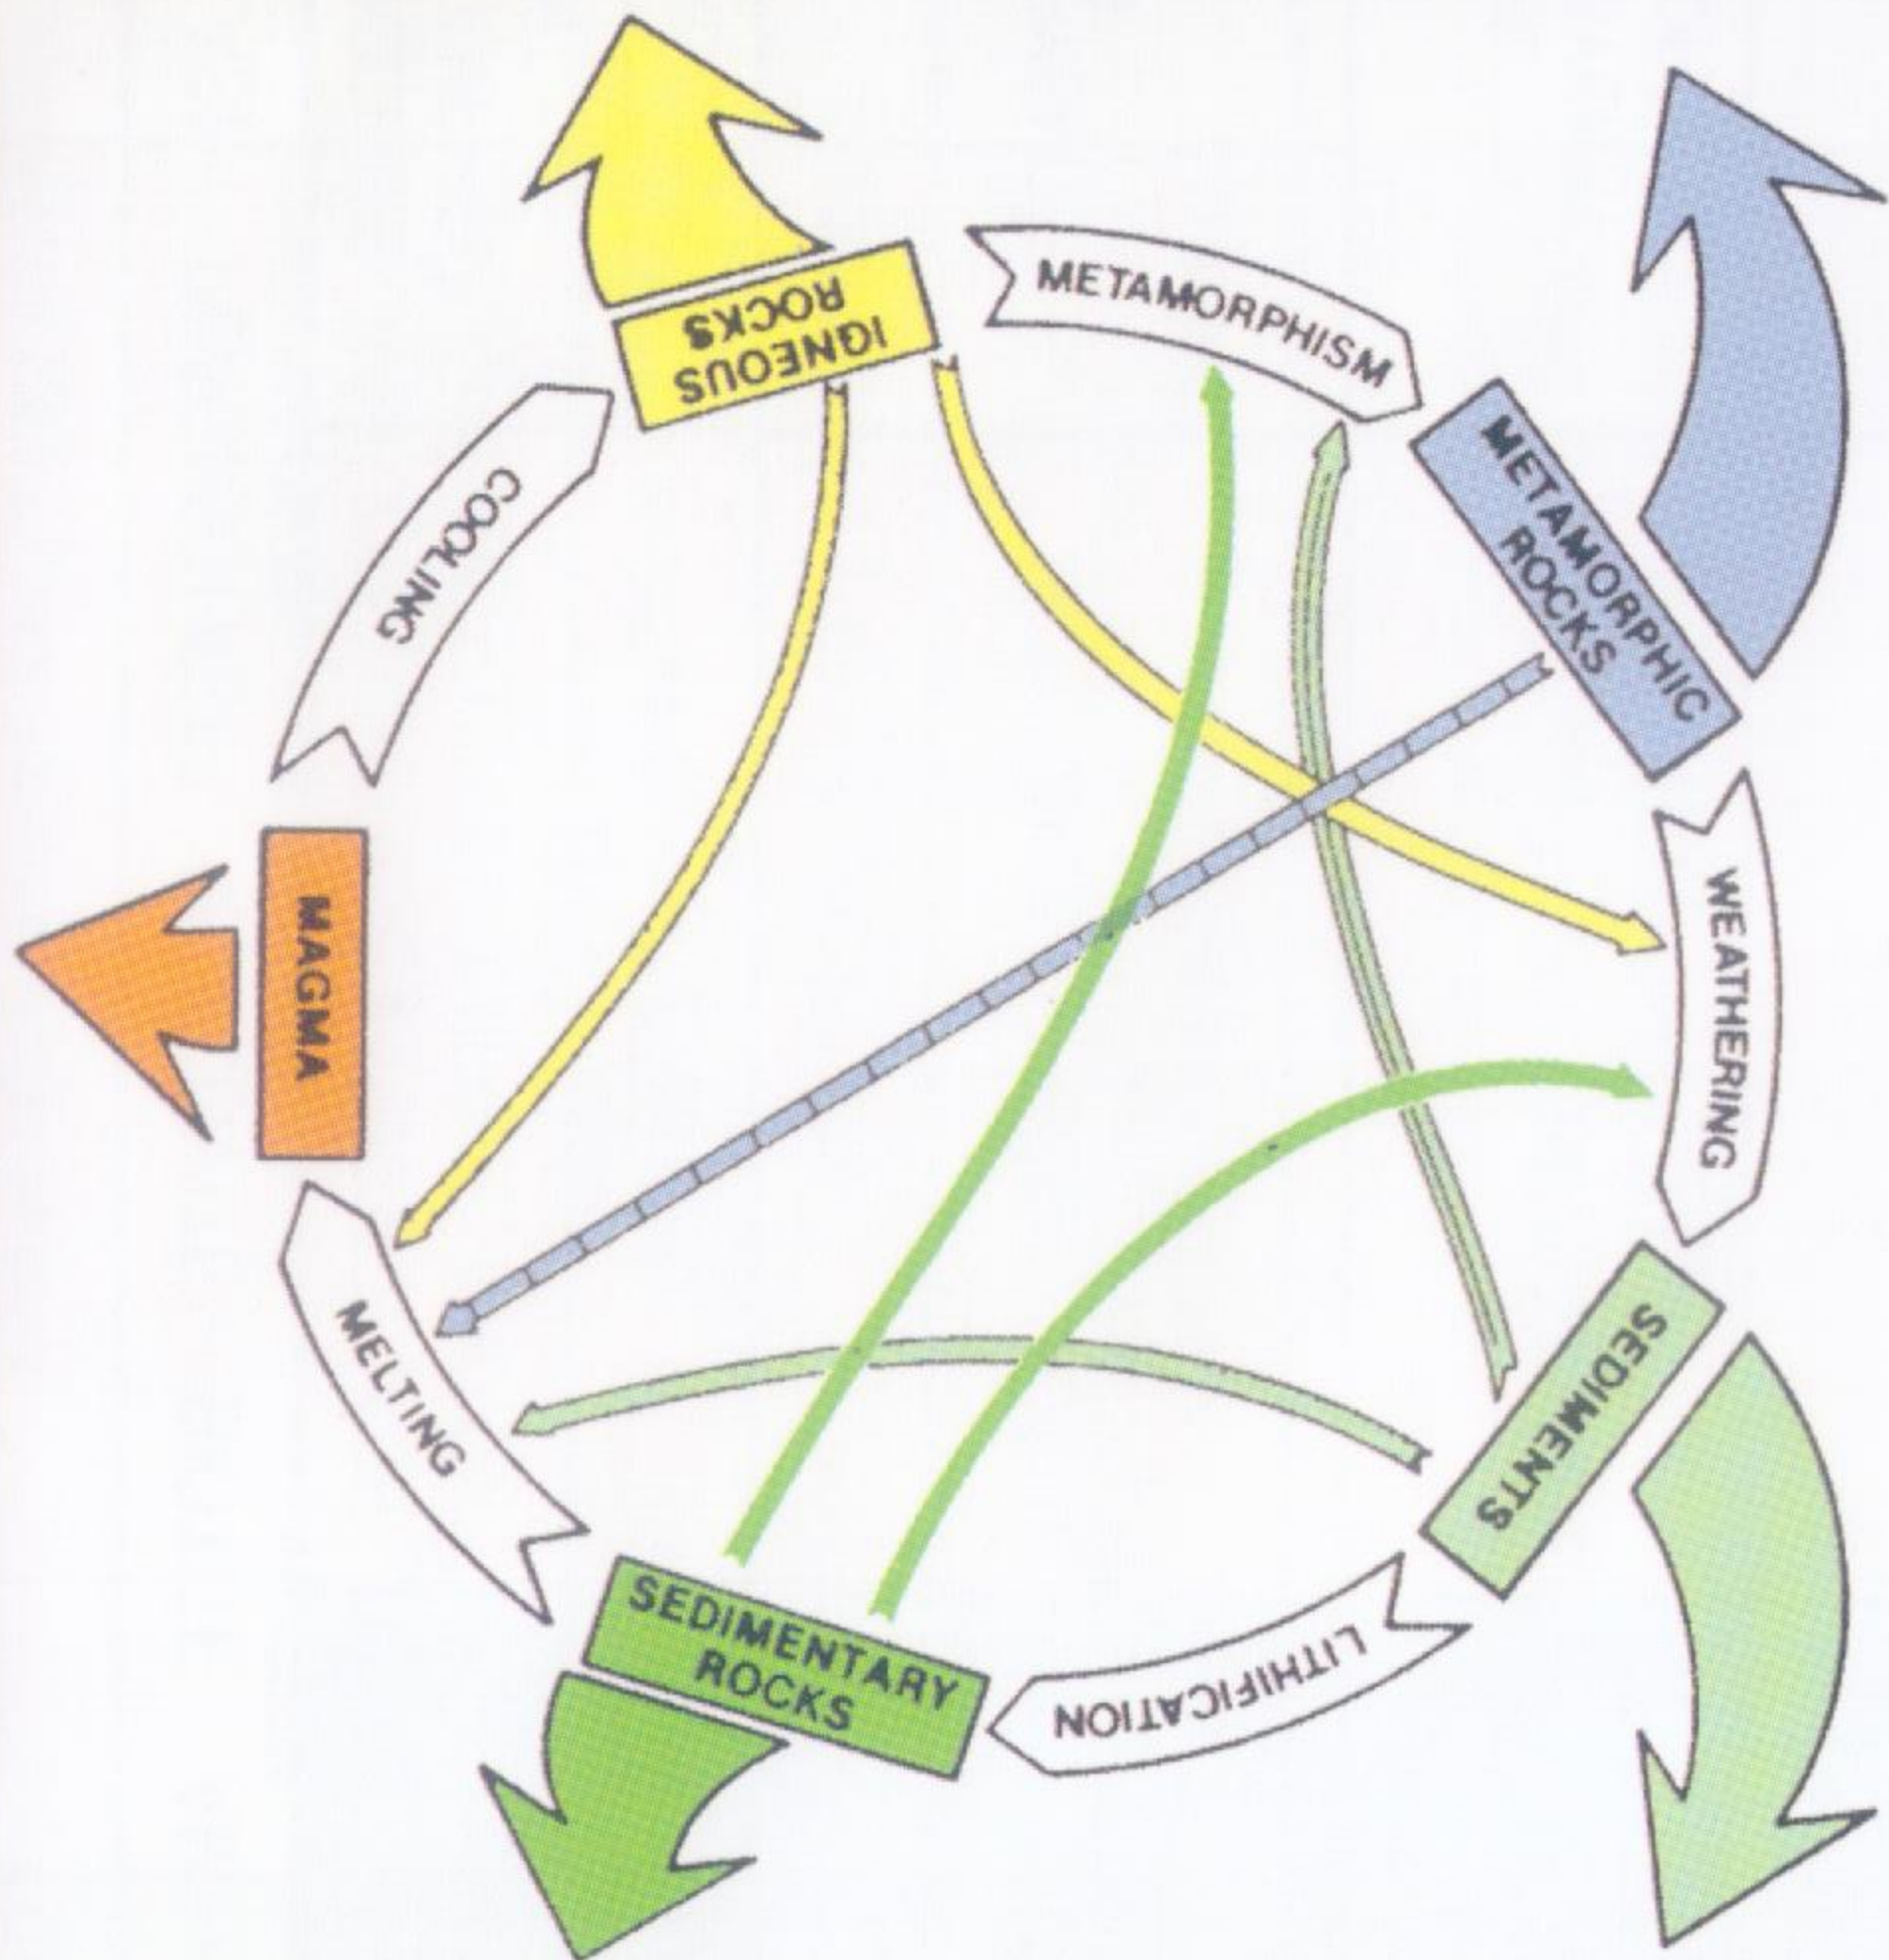 IGNEOUS
ROCKS
METAMORPHISM
METAMORPHIC
ROCKS
WEATHERING
SEDIMENTS
LITHIFICATION
SEDIMENTARY
ROCKS
MELTING
MAGMA
COOLING